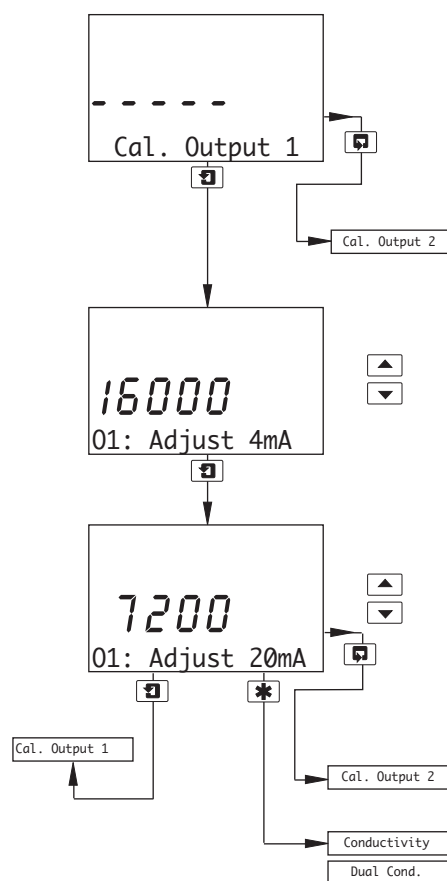 -----
Cal. Output 1
Cal. Output 2
16000
O1: Adjust 4mA
7200
O1: Adjust 20mA
Cal. Output 1
Cal. Output 2
Conductivity
Dual Cond.